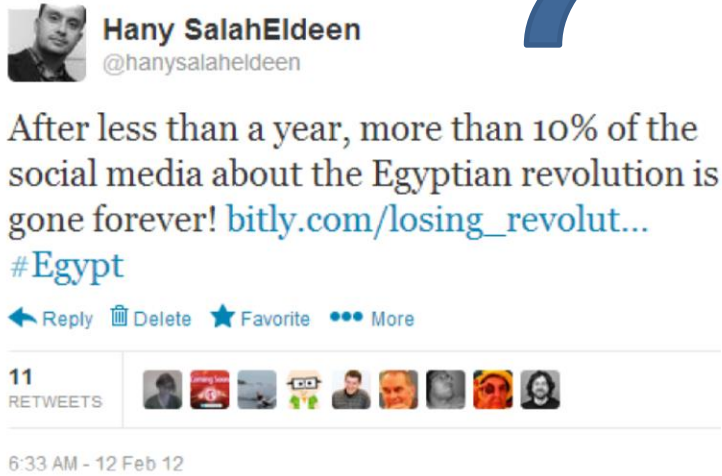 Hany SalahEldeen
@hanysalaheldeen
After less than a year, more than 10% of the
social media about the Egyptian revolution is
gone forever! bitly.com/losing_revolut...
#Egypt
Reply Delete Favorite More
11
RETWEETS
6:33 AM - 12 Feb 12